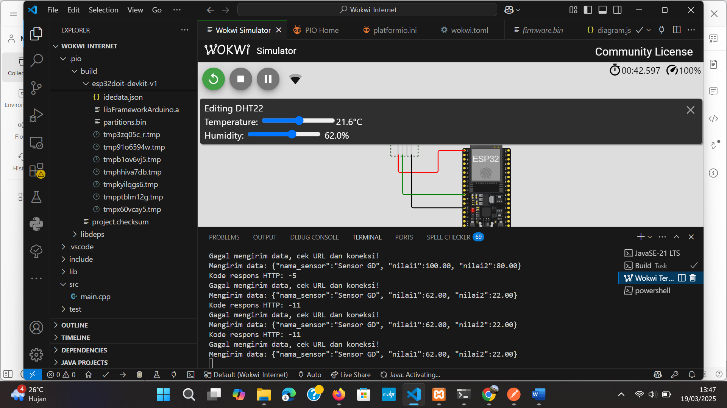 File Edit Selection View Go ··· Wokwi Internet
EXPLORER
WOKWI INTERNET
.pio
build
esp32doit-devkit-v1
idedata.json
libFrameworkArduino.a
partitions.bin
tmp3zq05c_r.tmp
tmp91o6594w.tmp
tmpb1ov6vj5.tmp
tmphhiva7db.tmp
tmpkyilqgs6.tmp
tmpptblm12g.tmp
tmpx60vcay5.tmp
project.checksum
libdeps
.vscode
include
lib
src
main.cpp
test
OUTLINE
TIMELINE
DEPENDENCIES
JAVA PROJECTS
Wokwi Simulator PIO Home platformio.ini wokwi.toml firmware.bin diagram.js
WOKWI Simulator Community License
00:42.597 100%
Editing DHT22
Temperature: 21.6°C
Humidity: 62.0%
ESP32
PROBLEMS OUTPUT DEBUG CONSOLE TERMINAL PORTS SPELL CHECKER 69
Gagal mengirim data, cek URL dan koneksi!
Mengirim data: {"nama_sensor":"Sensor GD", "nilai1":100.00, "nilai2":80.00}
Kode respons HTTP: -5
Gagal mengirim data, cek URL dan koneksi!
Mengirim data: {"nama_sensor":"Sensor GD", "nilai1":62.00, "nilai2":22.00}
Kode respons HTTP: -11
Gagal mengirim data, cek URL dan koneksi!
Mengirim data: {"nama_sensor":"Sensor GD", "nilai1":62.00, "nilai2":22.00}
Kode respons HTTP: -11
Gagal mengirim data, cek URL dan koneksi!
Mengirim data: {"nama_sensor":"Sensor GD", "nilai1":62.00, "nilai2":22.00}
JavaSE-21 LTS
Build Task
Wokwi Ter...
powershell
0 0 Default (Wokwi Internet) Auto Live Share Java: Activating...
4
26°C
Hujan
13:47
19/03/2025